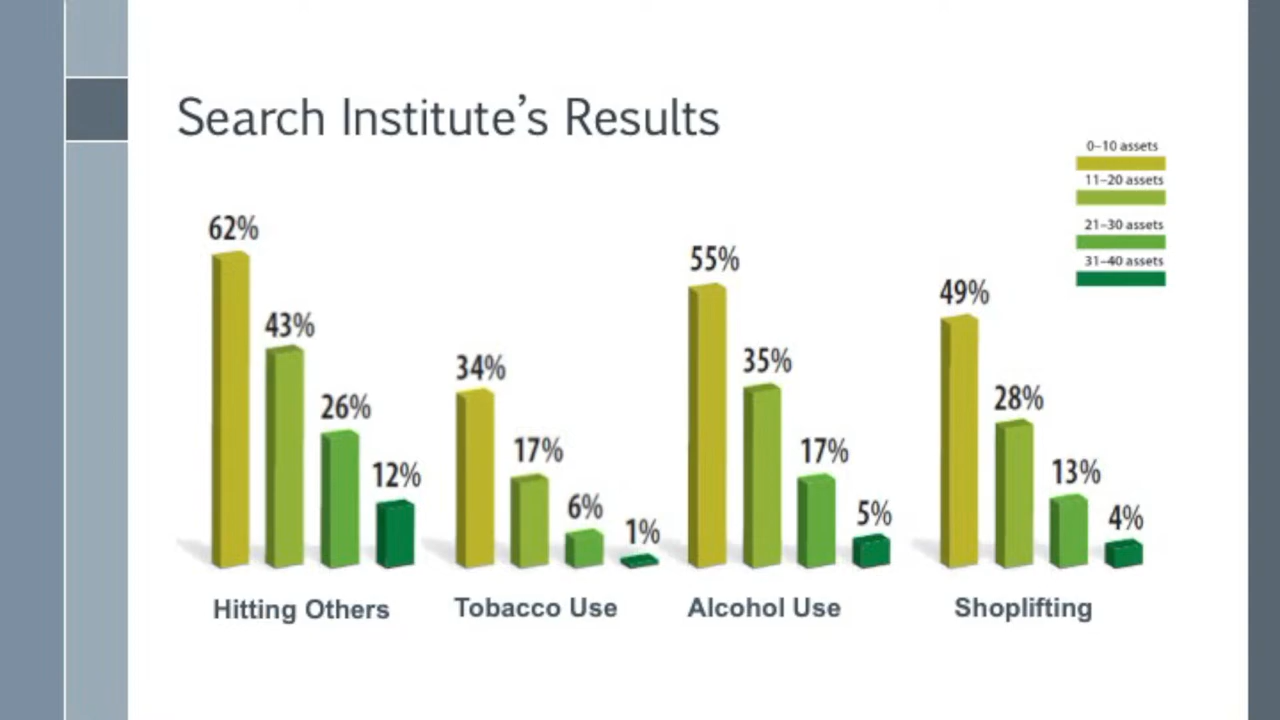 Search Institute's Results
0–10 assets
11–20 assets
21–30 assets
31–40 assets
62%
43%
26%
12%
34%
17%
6%
1%
55%
35%
17%
5%
49%
28%
13%
4%
Hitting Others
Tobacco Use
Alcohol Use
Shoplifting